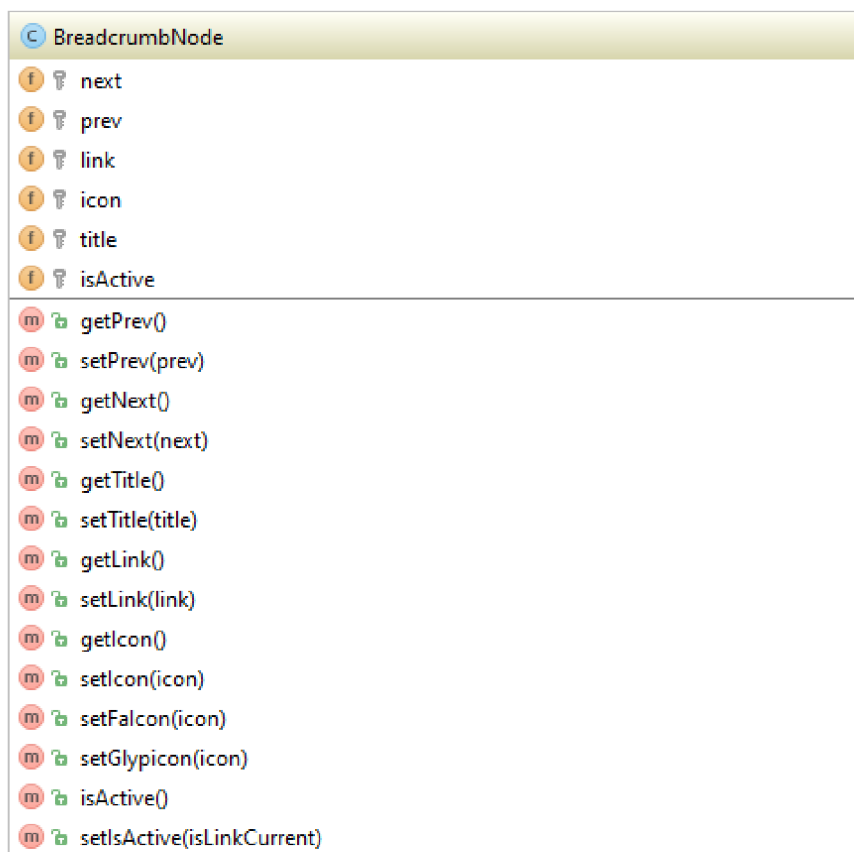 C BreadcrumbNode
f next
f prev
f link
f icon
f title
f isActive
m getPrev()
m setPrev(prev)
m getNext()
m setNext(next)
m getTitle()
m setTitle(title)
m getLink()
m setLink(link)
m getIcon()
m setIcon(icon)
m setFaIcon(icon)
m setGlypicon(icon)
m isActive()
m setIsActive(isLinkCurrent)